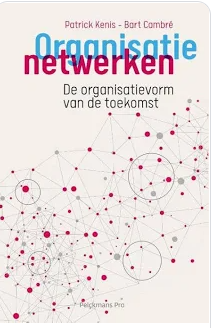 Patrick Kenis - Bart Cambré
Organisatie
netwerken
De organisatievorm
van de toekomst
Pelckmans Pro